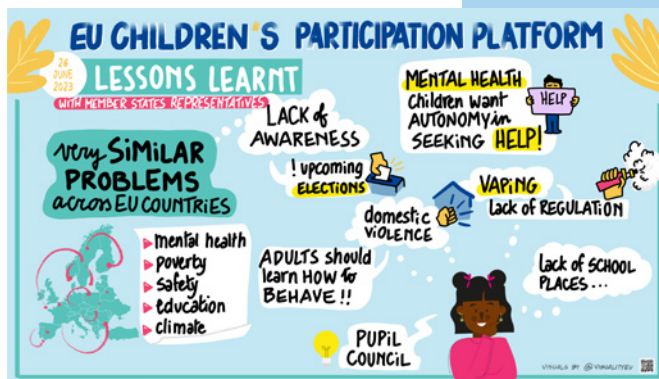 EU CHILDREN'S PARTICIPATION PLATFORM
26
JUNE
2023
LESSONS LEARNT
WITH MEMBER STATES REPRESENTATIVES
very SIMILAR
PROBLEMS
across EU COUNTRIES
mental health
poverty
safety
education
climate
LACK of
AWARENESS
! upcoming
ELECTIONS
MENTAL HEALTH
children want
AUTONOMY in
SEEKING HELP!
HELP
domestic
VIOLENCE
VAPING
lack of REGULATION
ADULTS should
learn HOW to
BEHAVE !!
lack of SCHOOL
PLACES...
PUPIL
COUNCIL
VISUALS BY @VISUALITYEU